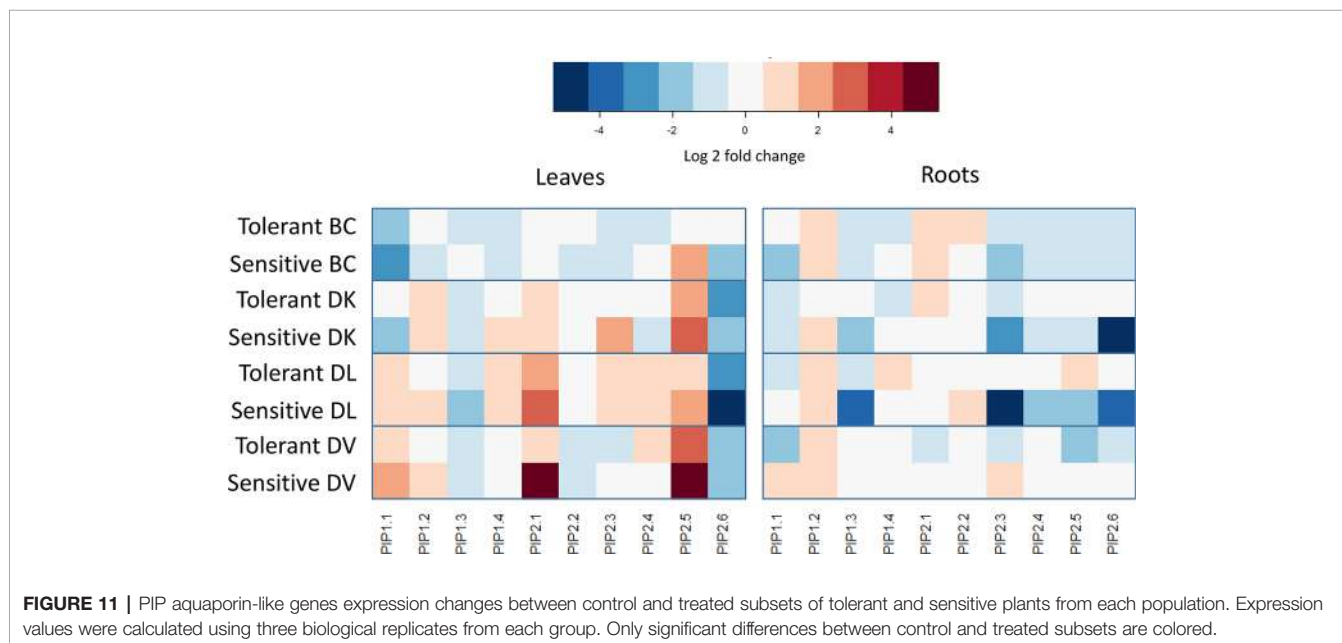 -4 -2 0 2 4
Log 2 fold change
Leaves Roots
Tolerant BC
Sensitive BC
Tolerant DK
Sensitive DK
Tolerant DL
Sensitive DL
Tolerant DV
Sensitive DV
PIP1.1 PIP1.2 PIP1.3 PIP1.4 PIP2.1 PIP2.2 PIP2.3 PIP2.4 PIP2.5 PIP2.6 PIP1.1 PIP1.2 PIP1.3 PIP1.4 PIP2.1 PIP2.2 PIP2.3 PIP2.4 PIP2.5 PIP2.6
FIGURE 11 | PIP aquaporin-like genes expression changes between control and treated subsets of tolerant and sensitive plants from each population. Expression
values were calculated using three biological replicates from each group. Only significant differences between control and treated subsets are colored.